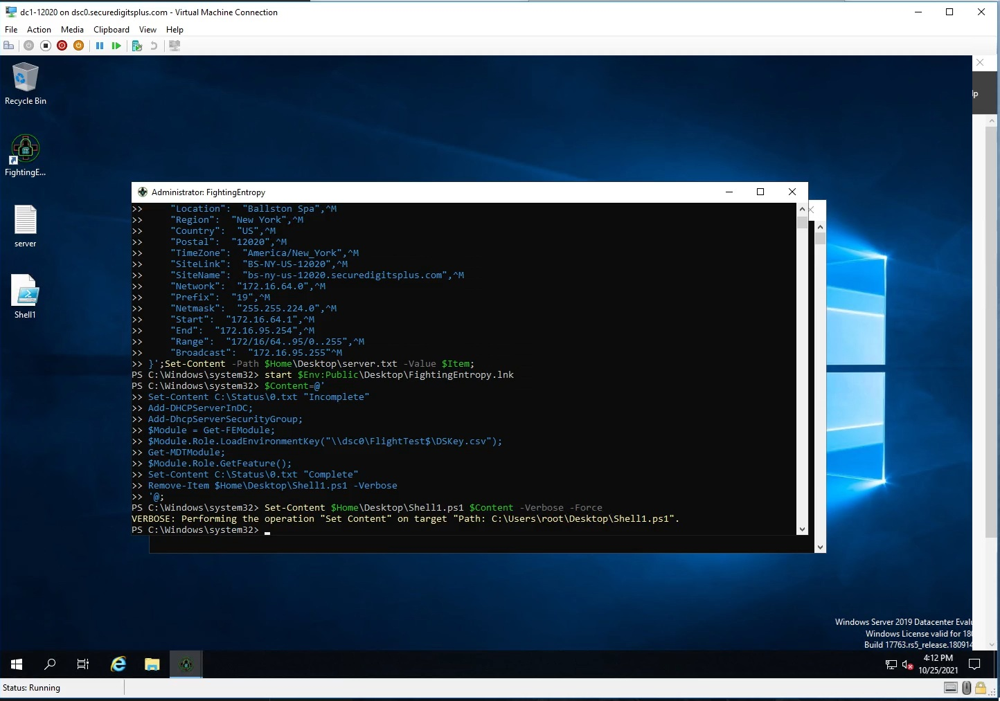 dc1-12020 on dsc0.securedigitsplus.com - Virtual Machine Connection
File Action Media Clipboard View Help
Recycle Bin
FightingE...
server
Shell1
lp
Administrator: FightingEntropy
>>     "Location":  "Ballston Spa",^M
>>     "Region":  "New York",^M
>>     "Country":  "US",^M
>>     "Postal":  "12020",^M
>>     "TimeZone":  "America/New_York",^M
>>     "SiteLink":  "BS-NY-US-12020",^M
>>     "SiteName":  "bs-ny-us-12020.securedigitsplus.com",^M
>>     "Network":  "172.16.64.0",^M
>>     "Prefix":  "19",^M
>>     "Netmask":  "255.255.224.0",^M
>>     "Start":  "172.16.64.1",^M
>>     "End":  "172.16.95.254",^M
>>     "Range":  "172/16/64..95/0..255",^M
>>     "Broadcast":  "172.16.95.255"^M
>> }';Set-Content -Path $Home\Desktop\server.txt -Value $Item;
PS C:\Windows\system32> start $Env:Public\Desktop\FightingEntropy.lnk
PS C:\Windows\system32> $Content=@'
>> Set-Content C:\Status\0.txt "Incomplete"
>> Add-DHCPServerInDC;
>> Add-DhcpServerSecurityGroup;
>> $Module = Get-FEModule;
>> $Module.Role.LoadEnvironmentKey("\\dsc0\FlightTest$\DSKey.csv");
>> Get-MDTModule;
>> $Module.Role.GetFeature();
>> Set-Content C:\Status\0.txt "Complete"
>> Remove-Item $Home\Desktop\Shell1.ps1 -Verbose
>> '@;
PS C:\Windows\system32> Set-Content $Home\Desktop\Shell1.ps1 $Content -Verbose -Force
VERBOSE: Performing the operation "Set Content" on target "Path: C:\Users\root\Desktop\Shell1.ps1".
PS C:\Windows\system32>
Windows Server 2019 Datacenter Evalu
Windows License valid for 180
Build 17763.rs5_release.180914
4:12 PM
10/25/2021
Status: Running